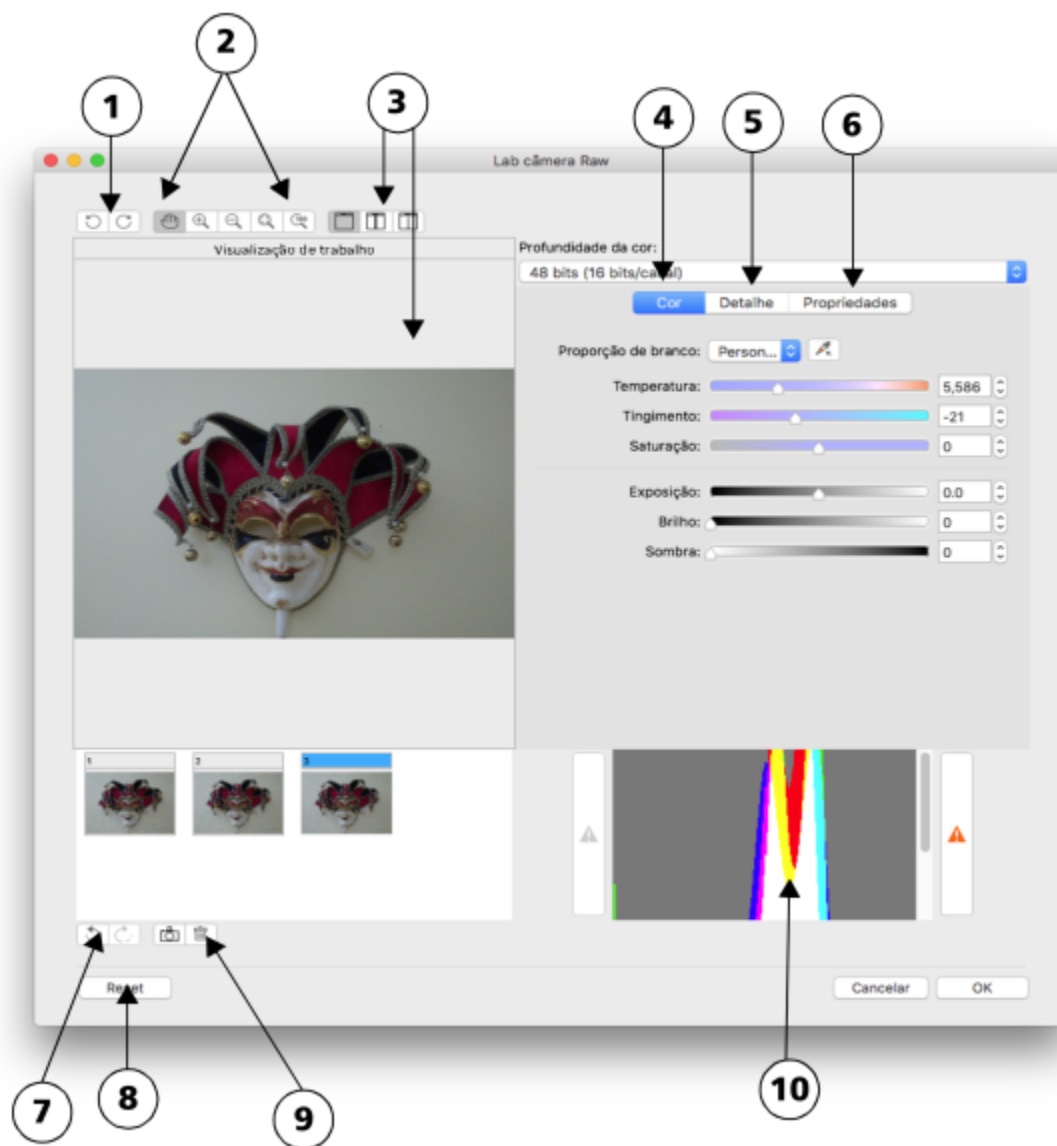 2
1
3
4
5
6
Lab câmera Raw
Visualização de trabalho
Profundidade da cor:
48 bits (16 bits/canal)
Cor
Detalhe
Propriedades
Proporção de branco:
Person...
Temperatura:
5,586
Tingimento:
-21
Saturação:
0
Exposição:
0.0
Brilho:
0
Sombra:
0
1
2
3
Reset
Cancelar
OK
7
8
9
10